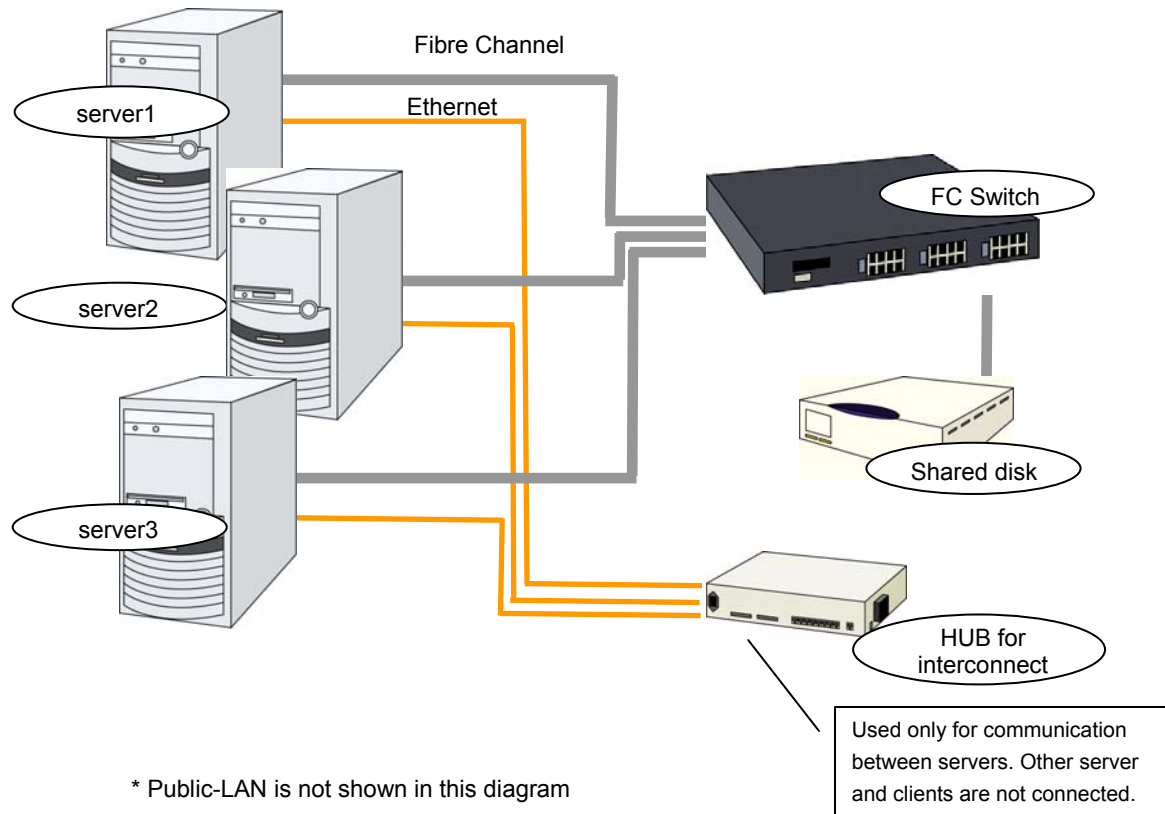 Fibre Channel
Ethernet
server1
FC Switch
server2
Shared disk
server3
HUB for
interconnect
Used only for communication
between servers. Other server
and clients are not connected.
* Public-LAN is not shown in this diagram